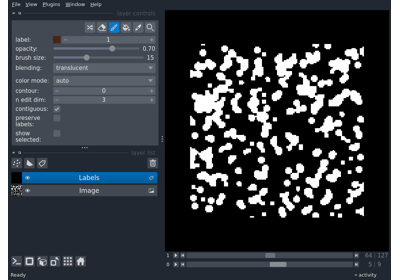 File View Plugins Window Help
layer controls
label: 1
opacity: 0.70
brush size: 15
blending: translucent
color mode: auto
contour: 0
n edit dim: 3
contiguous:
preserve
labels:
show
selected:
layer list
Labels
Image
1 64 127
0 5 9
Ready activity